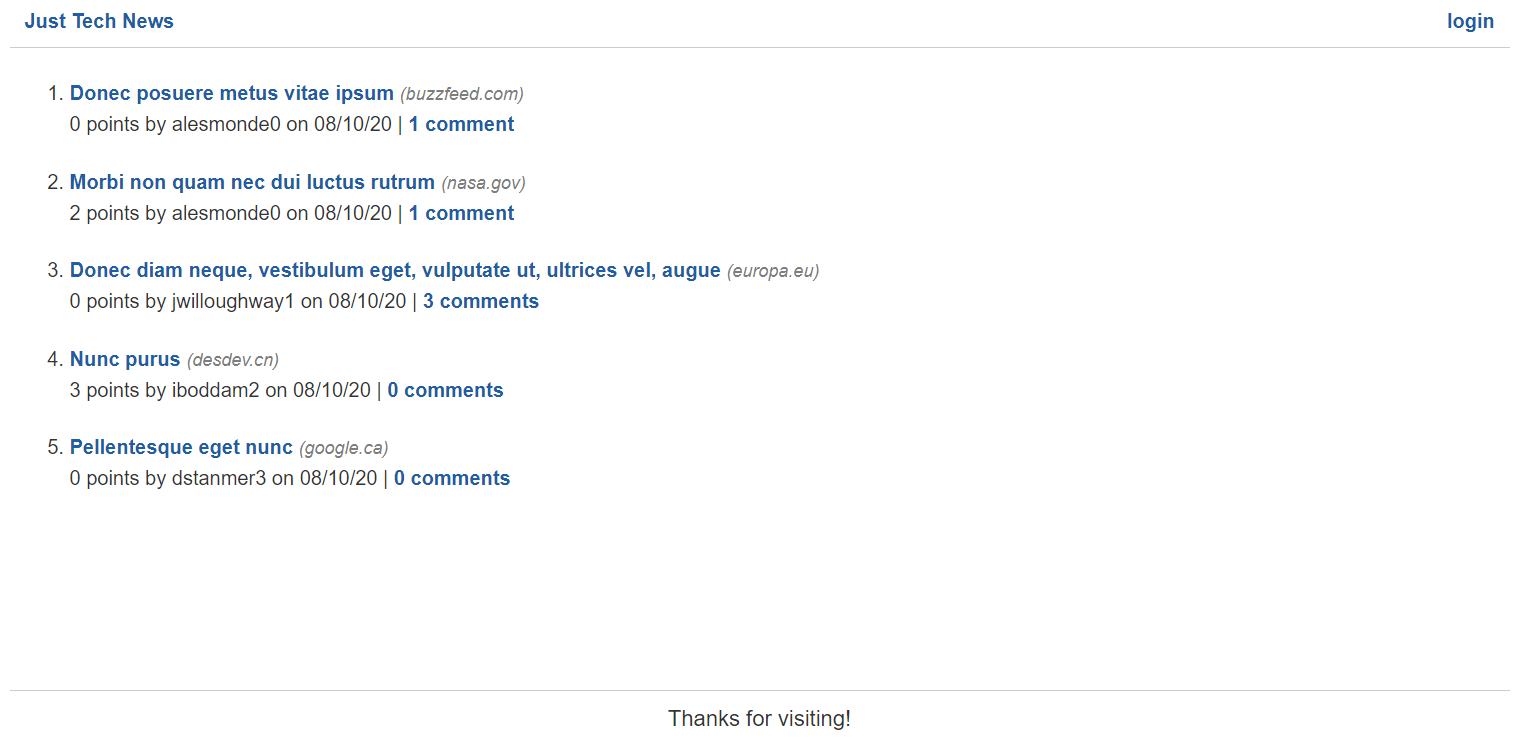 Just Tech News
login
1. Donec posuere metus vitae ipsum (buzzfeed.com)
0 points by alesmonde0 on 08/10/20 | 1 comment
2. Morbi non quam nec dui luctus rutrum (nasa.gov)
2 points by alesmonde0 on 08/10/20 | 1 comment
3. Donec diam neque, vestibulum eget, vulputate ut, ultrices vel, augue (europa.eu)
0 points by jwilloughway1 on 08/10/20 | 3 comments
4. Nunc purus (desdev.cn)
3 points by iboddam2 on 08/10/20 | 0 comments
5. Pellentesque eget nunc (google.ca)
0 points by dstanmer3 on 08/10/20 | 0 comments
Thanks for visiting!